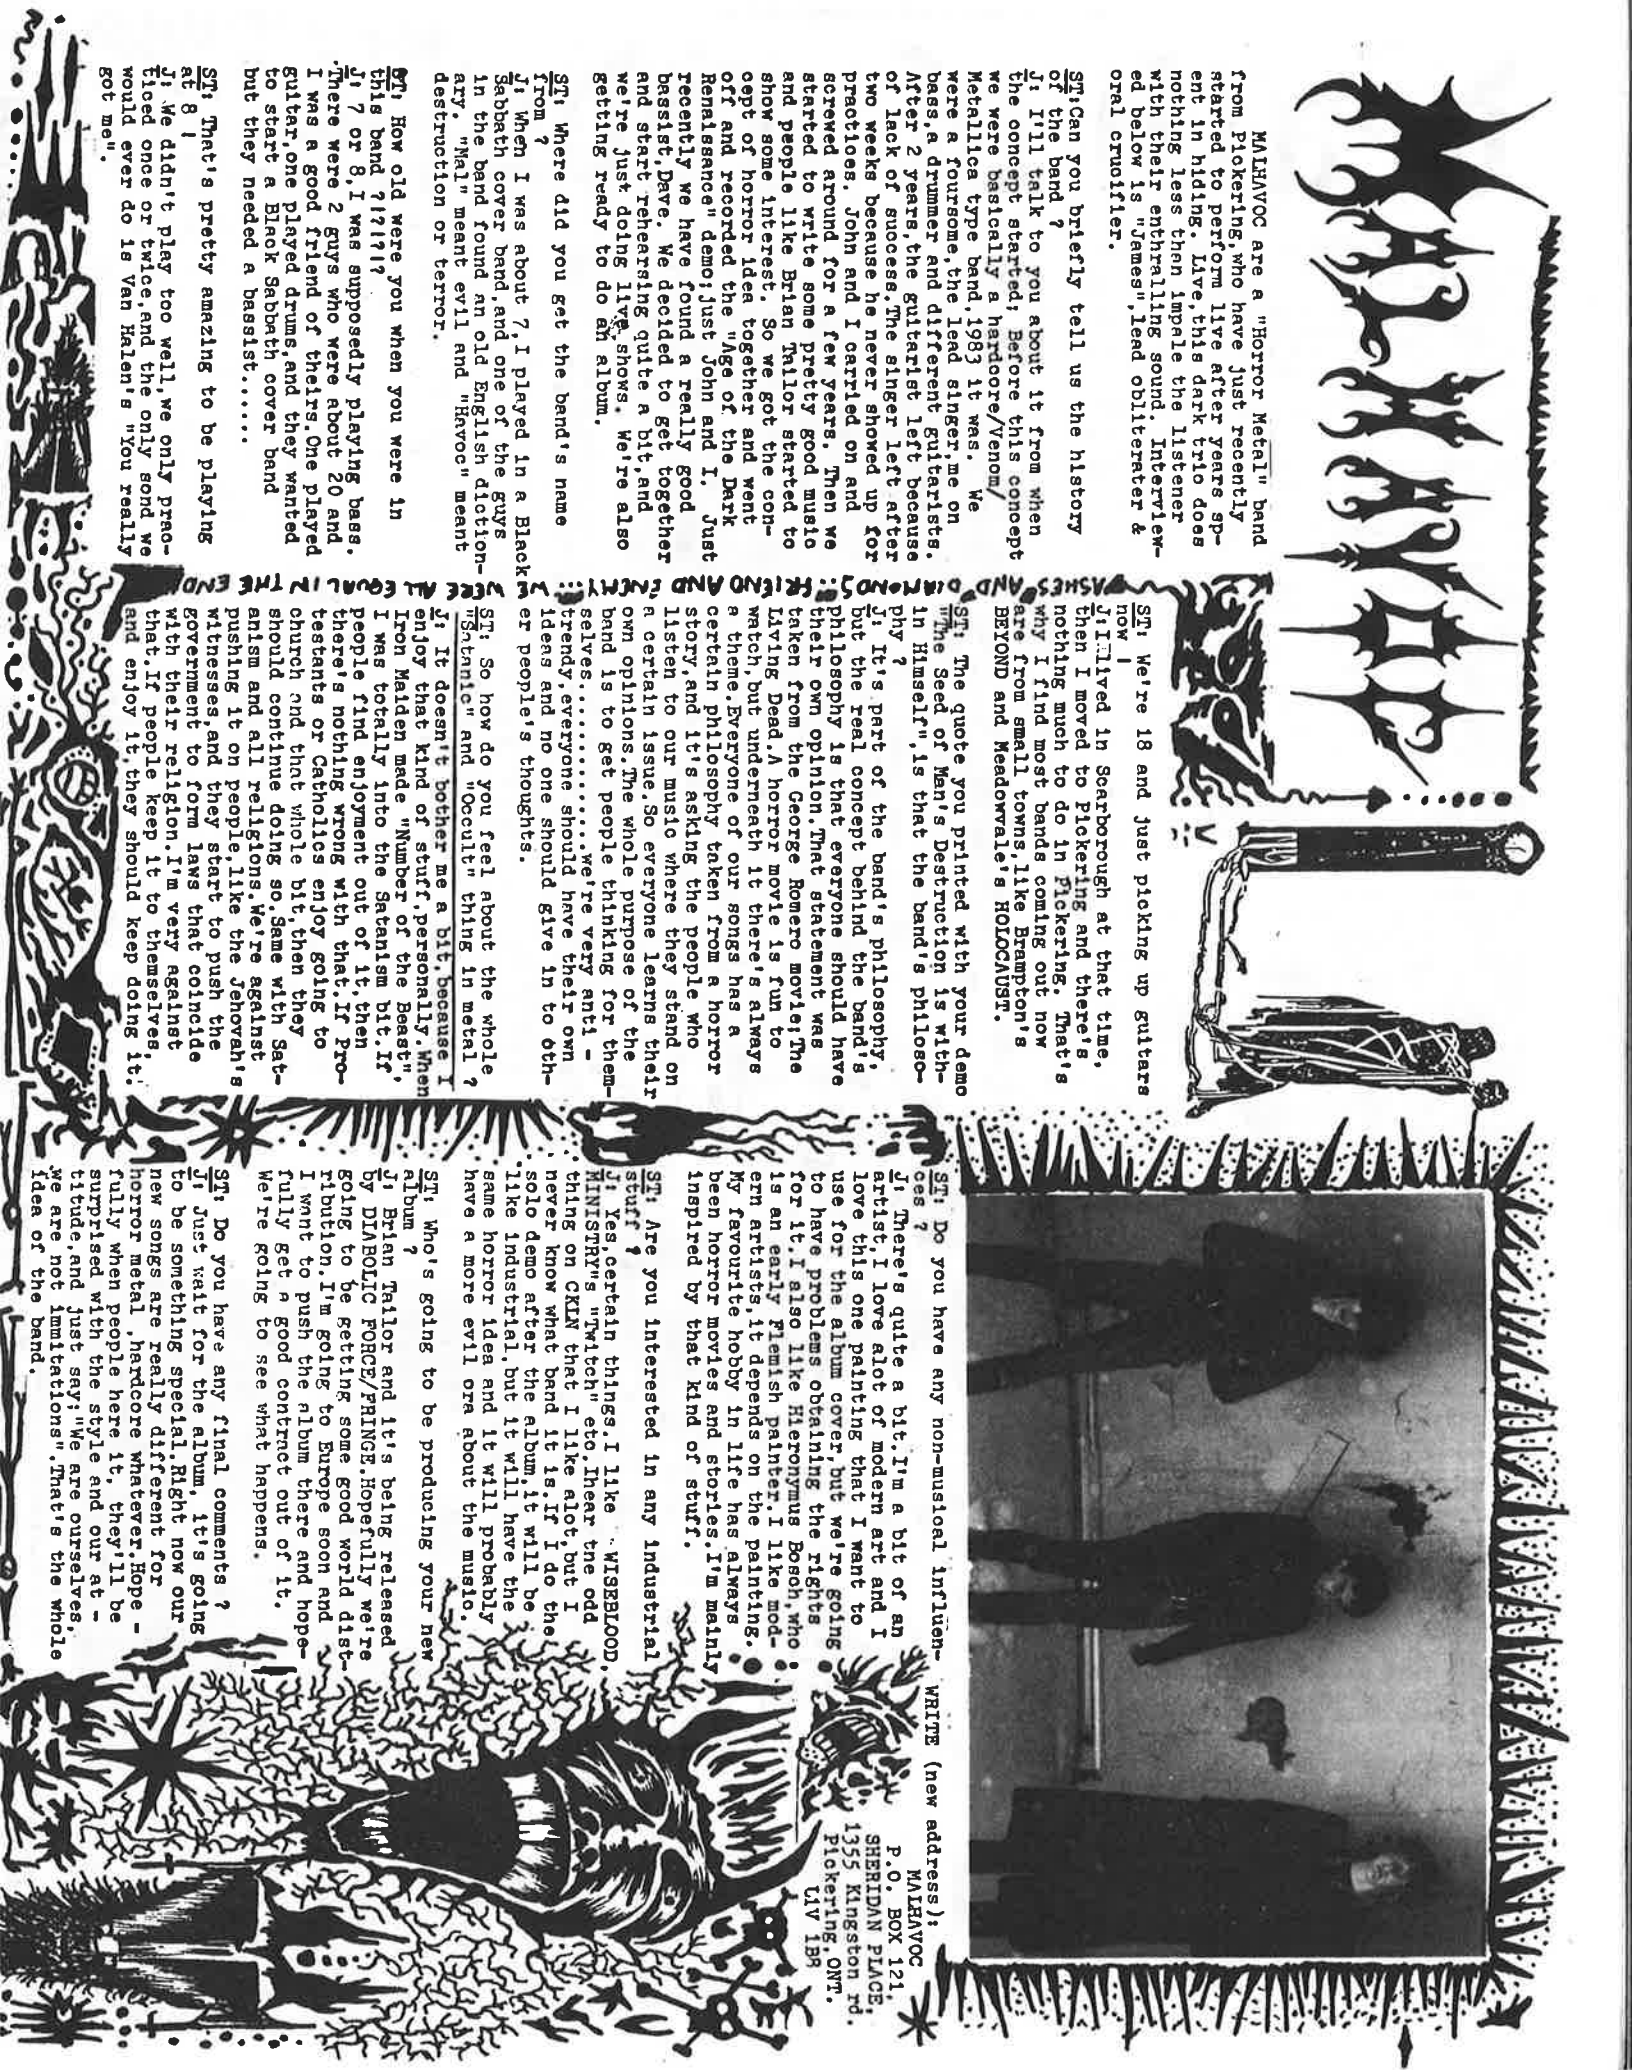 MALHAVOC
MALHAVOC are a "Horror Metal" band
from Pickering,who have just recently
started to perform live after years sp-
ent in hiding. Live,this dark trio does
nothing less than impale the listener
with their enthralling sound. Interview-
ed below is "James",lead obliterater &
oral crucifier.
ST:Can you briefly tell us the history
of the band ?
J: I'll talk to you about it from when
the concept started; Before this concept
we were basically a hardcore/Venom/
Metallica type band,1983 it was. We
were a foursome,the lead singer,me on
bass,a drummer and different guitarists.
After 2 years,the guitarist left because
of lack of success.The singer left after
two weeks because he never showed up for
practices. John and I carried on and
screwed around for a few years. Then we
started to write some pretty good music
and people like Brian Tailor started to
show some interest. So we got the con-
cept of horror idea together and went
off and recorded the "Age of the Dark
Renaissance" demo;just John and I. Just
recently we have found a really good
bassist,Dave. We decided to get together
and start rehearsing quite a bit,and
we're just doing live shows. We're also
getting ready to do an album.
ST: Where did you get the band's name
from ?
J: When I was about 7,I played in a Black
Sabbath cover band,and one of the guys
in the band found an old English diction-
ary. "Mal" meant evil and "Havoc" meant
destruction or terror.
ST: How old were you when you were in
this band ?!?!?!?
J: 7 or 8,I was supposedly playing bass.
There were 2 guys who were about 20 and
I was a good friend of theirs.One played
guitar,one played drums,and they wanted
to start a Black Sabbath cover band
but they needed a bassist......
ST: That's pretty amazing to be playing
at 8 !
J: We didn't play too well,we only prac-
ticed once or twice,and the only sond we
would ever do is Van Halen's "You really
got me".
ASHES AND DIAMONDS :: FRIEND AND ENEMY ::: WE WERE ALL EQUAL IN THE END
ST: We're 18 and just picking up guitars
now !
J:I lived in Scarborough at that time,
then I moved to Pickering and there's
nothing much to do in Pickering. That's
why I find most bands coming out now
are from small towns,like Brampton's
BEYOND and Meadowvale's HOLOCAUST.
ST: The quote you printed with your demo
"The Seed of Man's Destruction is with-
in Himself",is that the band's philoso-
phy ?
J: It's part of the band's philosophy,
but the real concept behind the band's
philosophy is that everyone should have
their own opinion.That statement was
taken from the George Romero movie;The
Living Dead.A horror movie is fun to
watch,but underneath it there's always
a theme.Everyone of our songs has a
certain philosophy taken from a horror
story,and it's asking the people who
listen to our music where they stand on
a certain issue.So everyone learns their
own opinions.The whole purpose of the
band is to get people thinking for them-
selves..............we're very anti -
trendy,everyone should have their own
ideas and no one should give in to oth-
er people's thoughts.
ST: So how do you feel about the whole
"Satanic" and "Occult" thing in metal ?
J: It doesn't bother me a bit,because I
enjoy that kind of stuff,personally.When
Iron Maiden made "Number of the Beast",
I was totally into the Satanism bit.If
people find enjoyment out of it,then
there's nothing wrong with that.If Pro-
testants or Catholics enjoy going to
church and that whole bit,then they
should continue doing so.Same with Sat-
anism and all religions.We're against
pushing it on people,like the Jehovah's
witnesses,and they start to push the
government to form laws that coincide
with their religion.I'm very against
that.If people keep it to themselves,
and enjoy it,they should keep doing it.
ST: Do you have any non-musical influen-
ces ?
J: There's quite a bit.I'm a bit of an
artist,I love alot of modern art and I
love this one painting that I want to
use for the album cover,but we're going
to have problems obtaining the rights
for it.I also like Hieronymus Bosch,who
is an early Flemish painter.I like mod-
ern artists,it depends on the painting.
My favourite hobby in life has always
been horror movies and stories.I'm mainly
inspired by that kind of stuff.
ST: Are you interested in any industrial
stuff ?
J: Yes,certain things.I like WISEBLOOD,
MINISTRY"s "Twitch" etc.Ihear tne odd
thing on CKLN that I like alot,but I
never know what band it is.If I do the
solo demo after the album,it will be
like industrial,but it will have the
same horror idea and it will probably
have a more evil ora about the music.
ST: Who's going to be producing your new
album ?
J: Brian Tailor and it's being released
by DIABOLIC FORCE/FRINGE.Hopefully we're
going to be getting some good world dist-
ribution.I'm going to Europe soon and
I want to push the album there and hope-
fully get a good contract out of it.
We're going to see what happens.
ST: Do you have any final comments ?
J: Just wait for the album, it's going
to be something special.Right now our
new songs are really different for
horror metal ,hardcore whatever.Hope -
fully when people here it, they'll be
surprised with the style and our at -
titude,and just say;"We are ourselves,
we are not immitations".That's the whole
idea of the band.
WRITE (new address):
MALHAVOC
P.O. BOX 121,
SHERIDAN PLACE,
1355 Kingston rd.
Pickering,ONT.
L1V 1B8